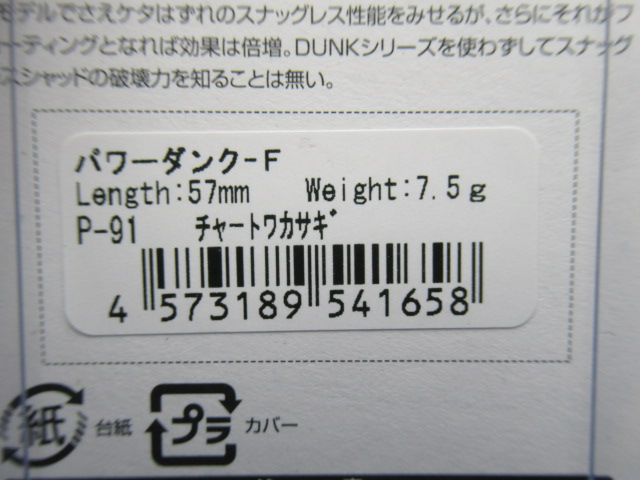 モデルでさえケタはずれのスナッグレス性能をみせるが、さらにそれがフ
ーティングとなれば効果は倍増。DUNKシリーズを使わずしてスナッグ
スシャッドの破壊力を知ることは無い。
パワーダンク-F
Length:57mm Weight:7.5g
P-91 チャートワカサギ
4 573189 541658
紙 台紙 プラ カバー